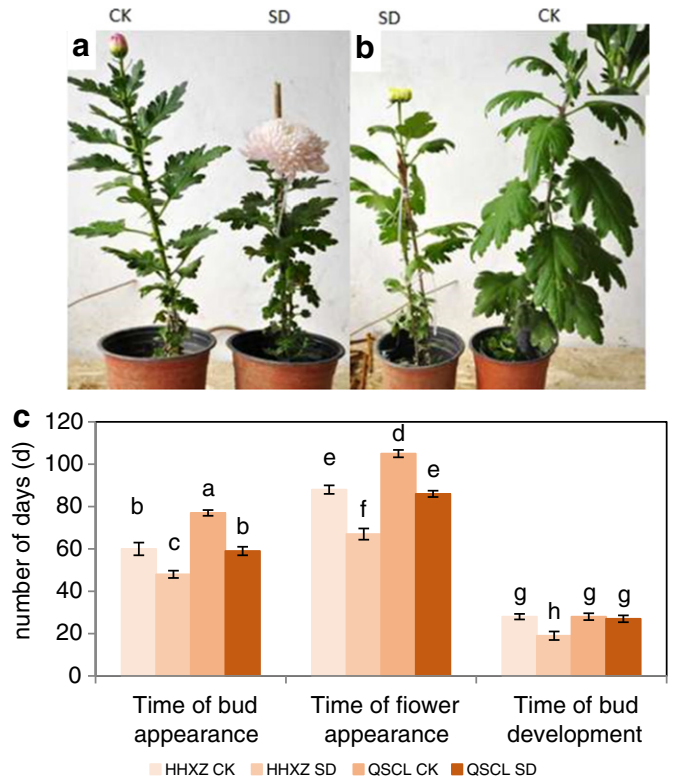 CK SD SD CK
a b
c
number of days (d)
120
100
80
60
40
20
0
b c a b
e f d e
g h g g
Time of bud appearance
Time of flower appearance
Time of bud development
HHXZ CK HHXZ SD QSCL CK QSCL SD